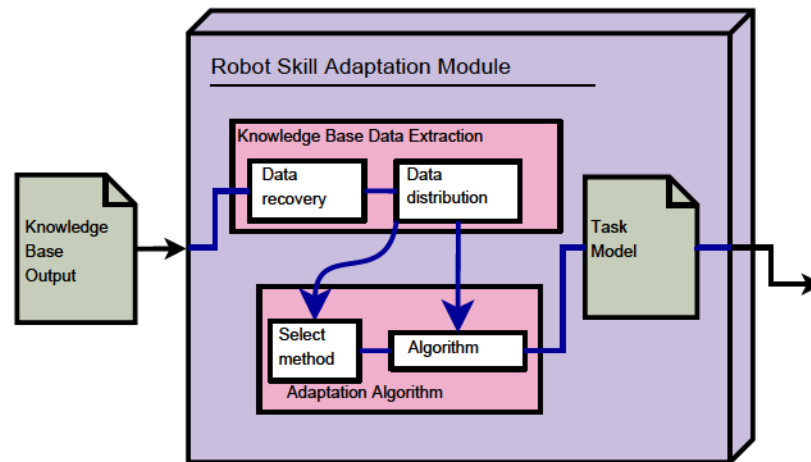 Robot Skill Adaptation Module
Knowledge Base Data Extraction
Data
recovery
Data
distribution
Knowledge
Base
Output
Task
Model
Select
method
Algorithm
Adaptation Algorithm